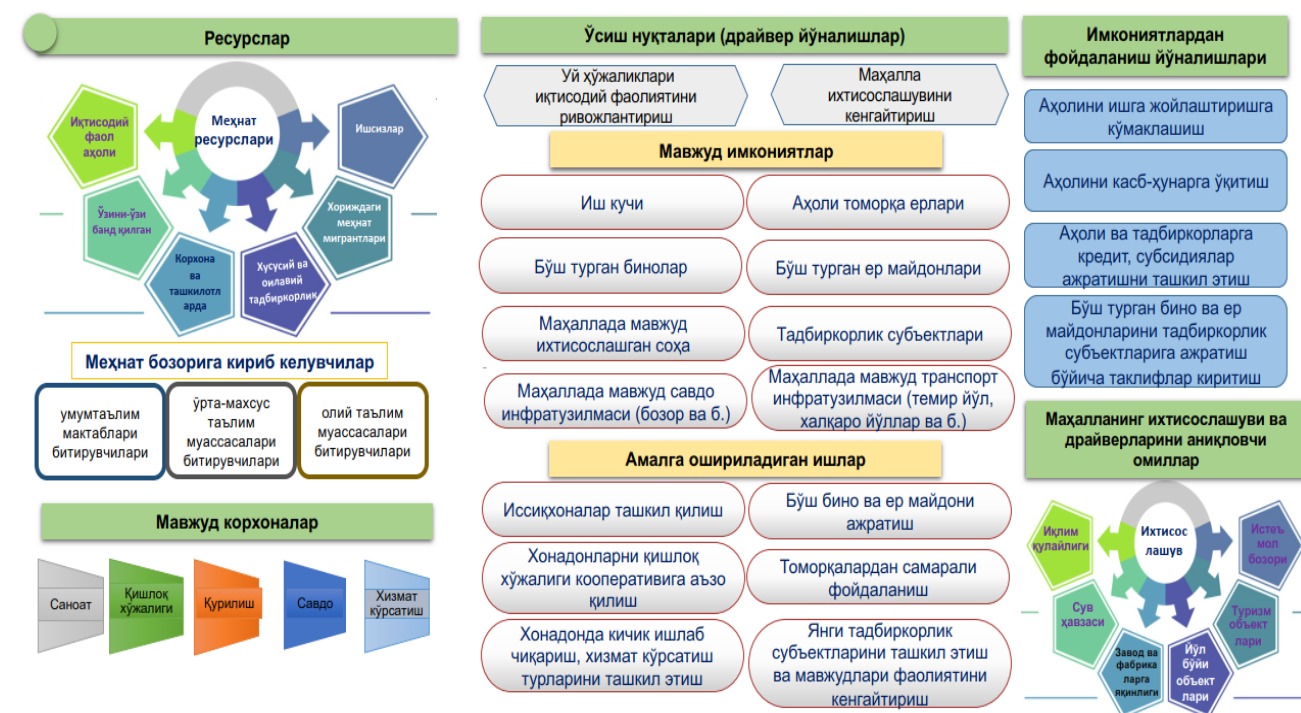 Ресурслар
Меҳнат
ресурслари
Иқтисодий
фаол
аҳоли
Ўзини-ўзи
банд қилган
Корхона
ва
ташкилотл
арда
Хусусий ва
оилавий
тадбиркорлик
Хориждаги
меҳнат
мигрантлари
Ишсизлар
Меҳнат бозорига кириб келувчилар
умумтаълим
мактаблари
битирувчилари
ўрта-махсус
таълим
муассасалари
битирувчилари
олий таълим
муассасалари
битирувчилари
Мавжуд корхоналар
Саноат
Қишлоқ
хўжалиги
Қурилиш
Савдо
Хизмат
кўрсатиш
Ўсиш нуқталари (драйвер йўналишлар)
Уй ҳўжаликлари
иқтисодий фаолиятини
ривожлантириш
Маҳалла
ихтисослашувини
кенгайтириш
Мавжуд имкониятлар
Иш кучи
Аҳоли томорқа ерлари
Бўш турган бинолар
Бўш турган ер майдонлари
Маҳаллада мавжуд
ихтисослашган соҳа
Тадбиркорлик субъектлари
Маҳаллада мавжуд савдо
инфратузилмаси (бозор ва б.)
Маҳаллада мавжуд транспорт
инфратузилмаси (темир йўл,
халқаро йўллар ва б.)
Амалга ошириладиган ишлар
Иссиқхоналар ташкил қилиш
Бўш бино ва ер майдони
ажратиш
Хонадонларни қишлоқ
хўжалиги кооперативига аъзо
қилиш
Томорқалардан самарали
фойдаланиш
Хонадонда кичик ишлаб
чиқариш, хизмат кўрсатиш
турларини ташкил этиш
Янги тадбиркорлик
субъектларини ташкил этиш
ва мавжудлари фаолиятини
кенгайтириш
Имкониятлардан
фойдаланиш йўналишлари
Аҳолини ишга жойлаштиришга
кўмаклашиш
Аҳолини касб-ҳунарга ўқитиш
Аҳоли ва тадбиркорларга
кредит, субсидиялар
ажратишни ташкил этиш
Бўш турган бино ва ер
майдонларини тадбиркорлик
субъектларига ажратиш
бўйича таклифлар киритиш
Маҳалланинг ихтисослашуви ва
драйверларини аниқловчи
омиллар
Ихтисос
лашув
Иқлим
қулайлиги
Сув
ҳавзаси
Завод ва
фабрика
ларга
яқинлиги
Йўл
бўйи
объект
лари
Туризм
объект
лари
Истеъ
мол
бозори